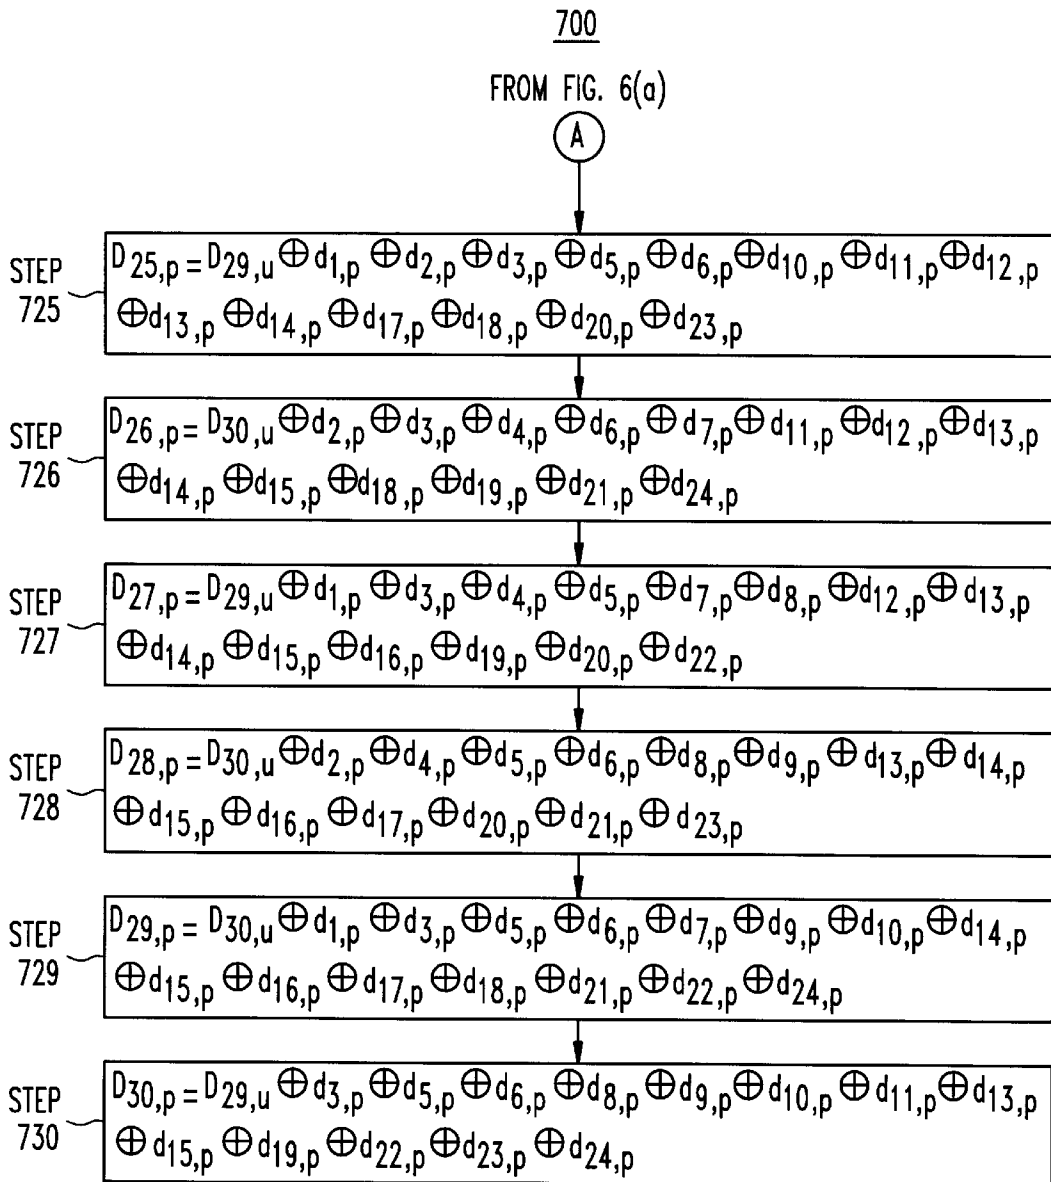 700
FROM FIG. 6(a)
A
STEP 725
D25,p = D29,u ⊕ d1,p ⊕ d2,p ⊕ d3,p ⊕ d5,p ⊕ d6,p ⊕ d10,p ⊕ d11,p ⊕ d12,p
⊕ d13,p ⊕ d14,p ⊕ d17,p ⊕ d18,p ⊕ d20,p ⊕ d23,p
STEP 726
D26,p = D30,u ⊕ d2,p ⊕ d3,p ⊕ d4,p ⊕ d6,p ⊕ d7,p ⊕ d11,p ⊕ d12,p ⊕ d13,p
⊕ d14,p ⊕ d15,p ⊕ d18,p ⊕ d19,p ⊕ d21,p ⊕ d24,p
STEP 727
D27,p = D29,u ⊕ d1,p ⊕ d3,p ⊕ d4,p ⊕ d5,p ⊕ d7,p ⊕ d8,p ⊕ d12,p ⊕ d13,p
⊕ d14,p ⊕ d15,p ⊕ d16,p ⊕ d19,p ⊕ d20,p ⊕ d22,p
STEP 728
D28,p = D30,u ⊕ d2,p ⊕ d4,p ⊕ d5,p ⊕ d6,p ⊕ d8,p ⊕ d9,p ⊕ d13,p ⊕ d14,p
⊕ d15,p ⊕ d16,p ⊕ d17,p ⊕ d20,p ⊕ d21,p ⊕ d23,p
STEP 729
D29,p = D30,u ⊕ d1,p ⊕ d3,p ⊕ d5,p ⊕ d6,p ⊕ d7,p ⊕ d9,p ⊕ d10,p ⊕ d14,p
⊕ d15,p ⊕ d16,p ⊕ d17,p ⊕ d18,p ⊕ d21,p ⊕ d22,p ⊕ d24,p
STEP 730
D30,p = D29,u ⊕ d3,p ⊕ d5,p ⊕ d6,p ⊕ d8,p ⊕ d9,p ⊕ d10,p ⊕ d11,p ⊕ d13,p
⊕ d15,p ⊕ d19,p ⊕ d22,p ⊕ d23,p ⊕ d24,p